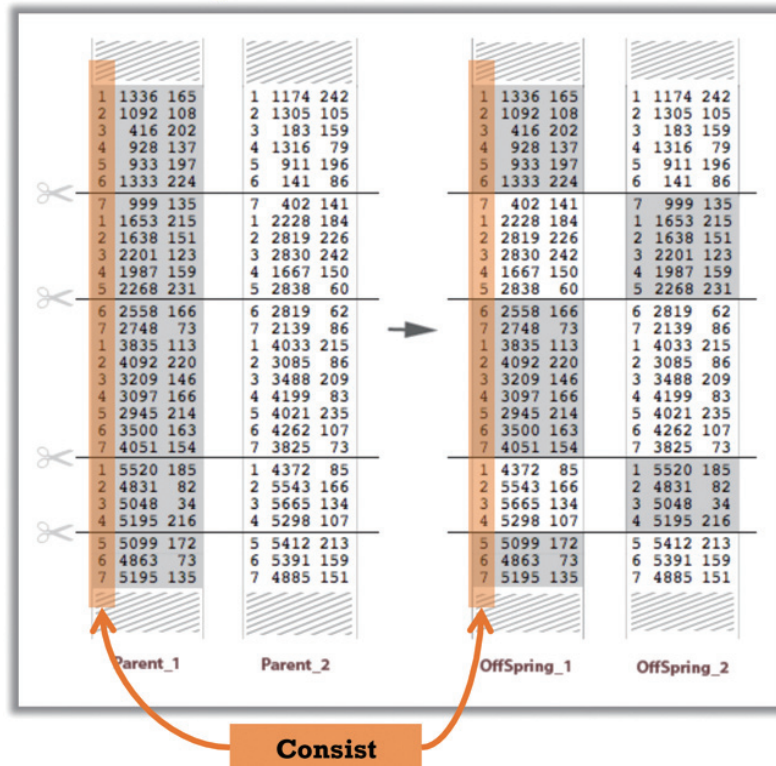 1 1336 165 1 1174 242 1 1336 165 1 1174 242
2 1092 108 2 1305 105 2 1092 108 2 1305 105
3 416 202 3 183 159 3 416 202 3 183 159
4 928 137 4 1316 79 4 928 137 4 1316 79
5 933 197 5 911 196 5 933 197 5 911 196
6 1333 224 6 141 86 6 1333 224 6 141 86
7 999 135 7 402 141 7 402 141 7 999 135
1 1653 215 1 2228 184 1 2228 184 1 1653 215
2 1638 151 2 2819 226 2 2819 226 2 1638 151
3 2201 123 3 2830 242 3 2830 242 3 2201 123
4 1987 159 4 1667 150 4 1667 150 4 1987 159
5 2268 231 5 2838 60 5 2838 60 5 2268 231
6 2558 166 6 2819 62 6 2558 166 6 2819 62
7 2748 73 7 2139 86 7 2748 73 7 2139 86
1 3835 113 1 4033 215 1 3835 113 1 4033 215
2 4092 220 2 3085 86 2 4092 220 2 3085 86
3 3209 146 3 3488 209 3 3209 146 3 3488 209
4 3097 166 4 4199 83 4 3097 166 4 4199 83
5 2945 214 5 4021 235 5 2945 214 5 4021 235
6 3500 163 6 4262 107 6 3500 163 6 4262 107
7 4051 154 7 3825 73 7 4051 154 7 3825 73
1 5520 185 1 4372 85 1 4372 85 1 5520 185
2 4831 82 2 5543 166 2 5543 166 2 4831 82
3 5048 34 3 5665 134 3 5665 134 3 5048 34
4 5195 216 4 5298 107 4 5298 107 4 5195 216
5 5099 172 5 5412 213 5 5099 172 5 5412 213
6 4863 73 6 5391 159 6 4863 73 6 5391 159
7 5195 135 7 4885 151 7 5195 135 7 4885 151
Parent_1 Parent_2 OffSpring_1 OffSpring_2
Consist